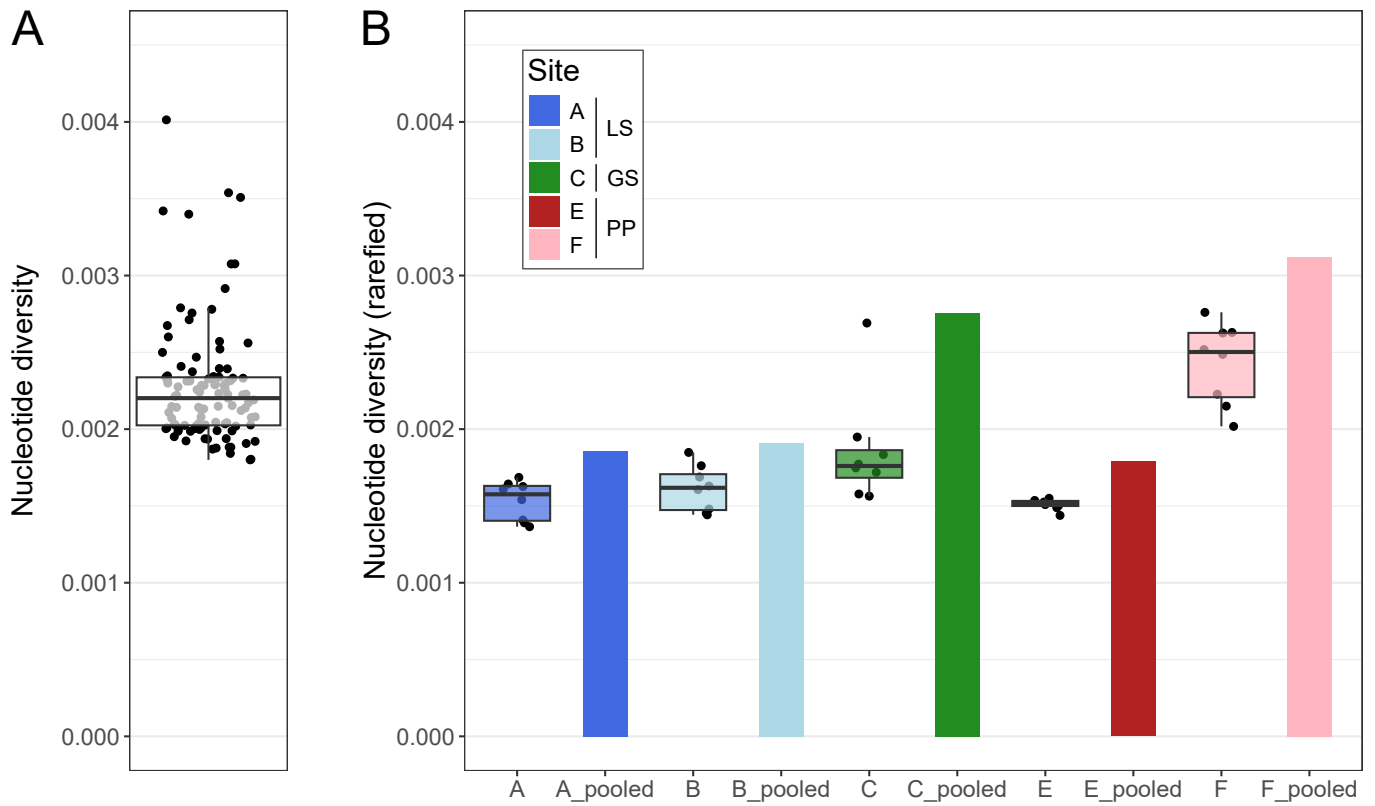 A
Nucleotide diversity
0.004
0.003
0.002
0.001
0.000
B
Nucleotide diversity (rarefied)
0.004
0.003
0.002
0.001
0.000
Site
A
B
LS
C
GS
E
F
PP
A A_pooled B B_pooled C C_pooled E E_pooled F F_pooled